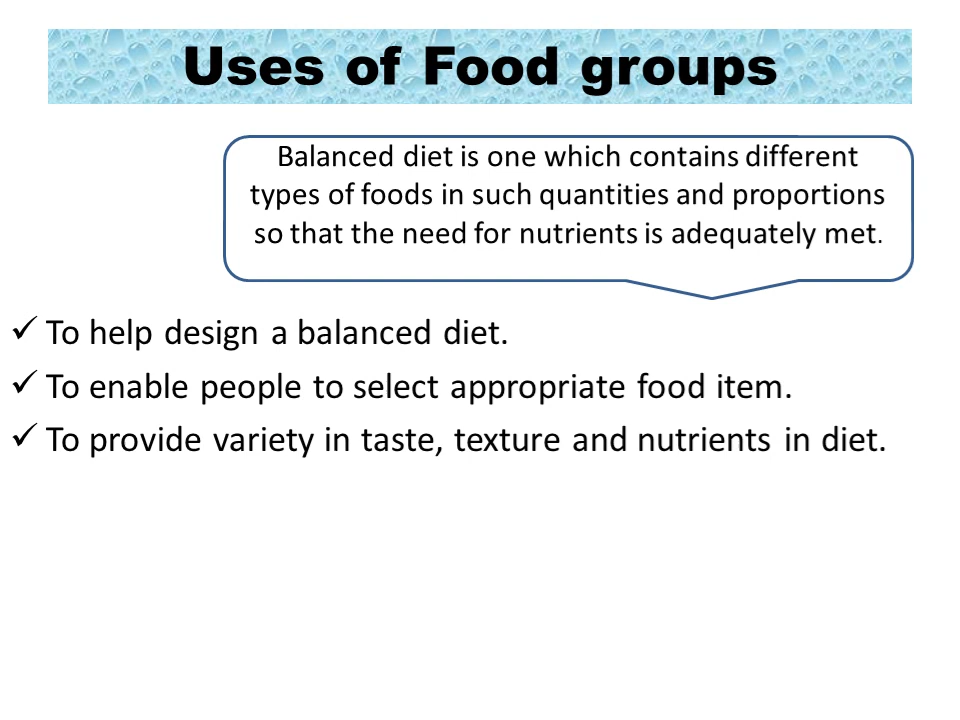 Uses of Food groups
Balanced diet is one which contains different
types of foods in such quantities and proportions
so that the need for nutrients is adequately met.
✓ To help design a balanced diet.
✓ To enable people to select appropriate food item.
✓ To provide variety in taste, texture and nutrients in diet.